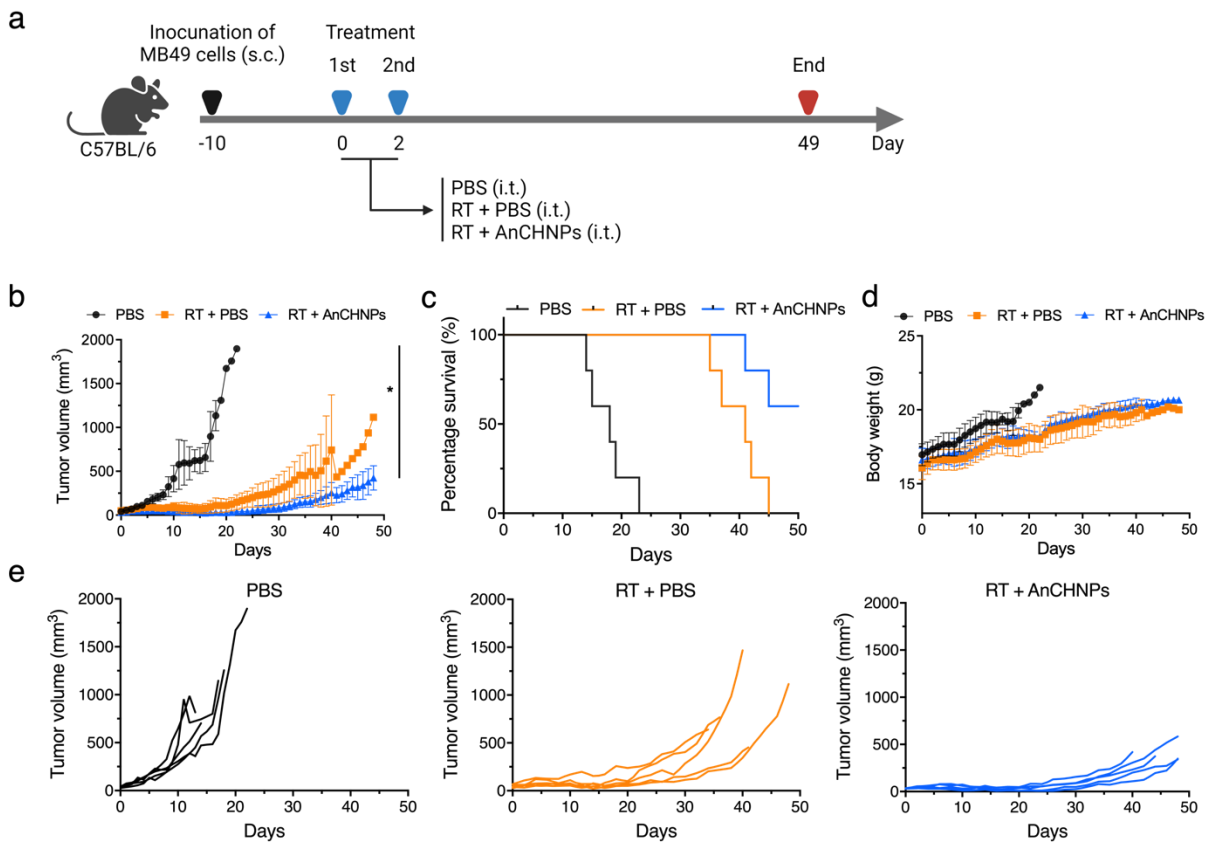 a
Inocunation of
MB49 cells (s.c.)
Treatment
1st
2nd
End
C57BL/6
-10
0
2
49
Day
PBS (i.t.)
RT + PBS (i.t.)
RT + AnCHNPs (i.t.)
b
PBS
RT + PBS
RT + AnCHNPs
Tumor volume (mm³)
2000
1500
1000
500
0
*
0
10
20
30
40
50
Days
c
PBS
RT + PBS
RT + AnCHNPs
Percentage survival (%)
100
50
0
0
10
20
30
40
50
Days
d
PBS
RT + PBS
RT + AnCHNPs
Body weight (g)
25
20
15
0
10
20
30
40
50
Days
e
PBS
Tumor volume (mm³)
2000
1500
1000
500
0
0
10
20
30
40
50
Days
RT + PBS
Tumor volume (mm³)
2000
1500
1000
500
0
0
10
20
30
40
50
Days
RT + AnCHNPs
Tumor volume (mm³)
2000
1500
1000
500
0
0
10
20
30
40
50
Days